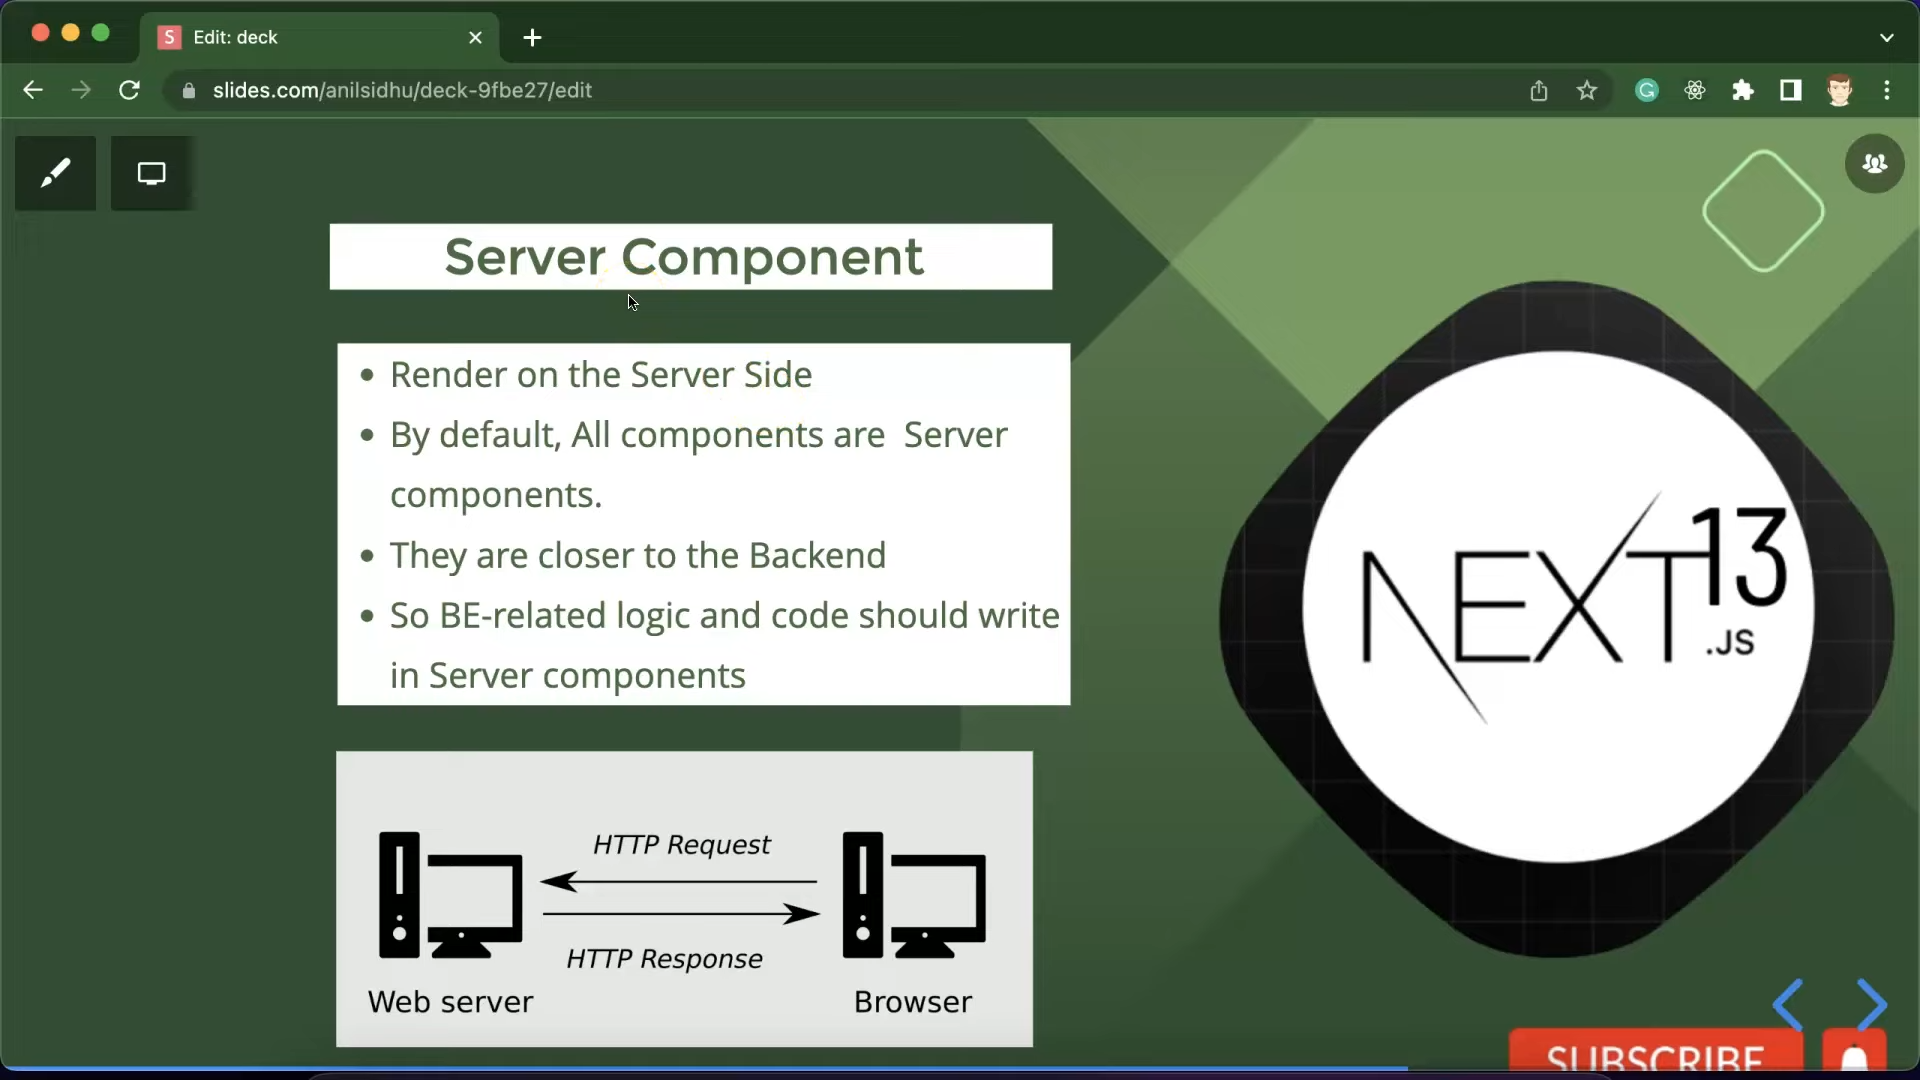 S Edit: deck
slides.com/anilsidhu/deck-9fbe27/edit
G
Server Component
• Render on the Server Side
• By default, All components are  Server
components.
• They are closer to the Backend
• So BE-related logic and code should write
in Server components
NEXT 13
.JS
HTTP Request
HTTP Response
Web server
Browser
SUBSCRIBE